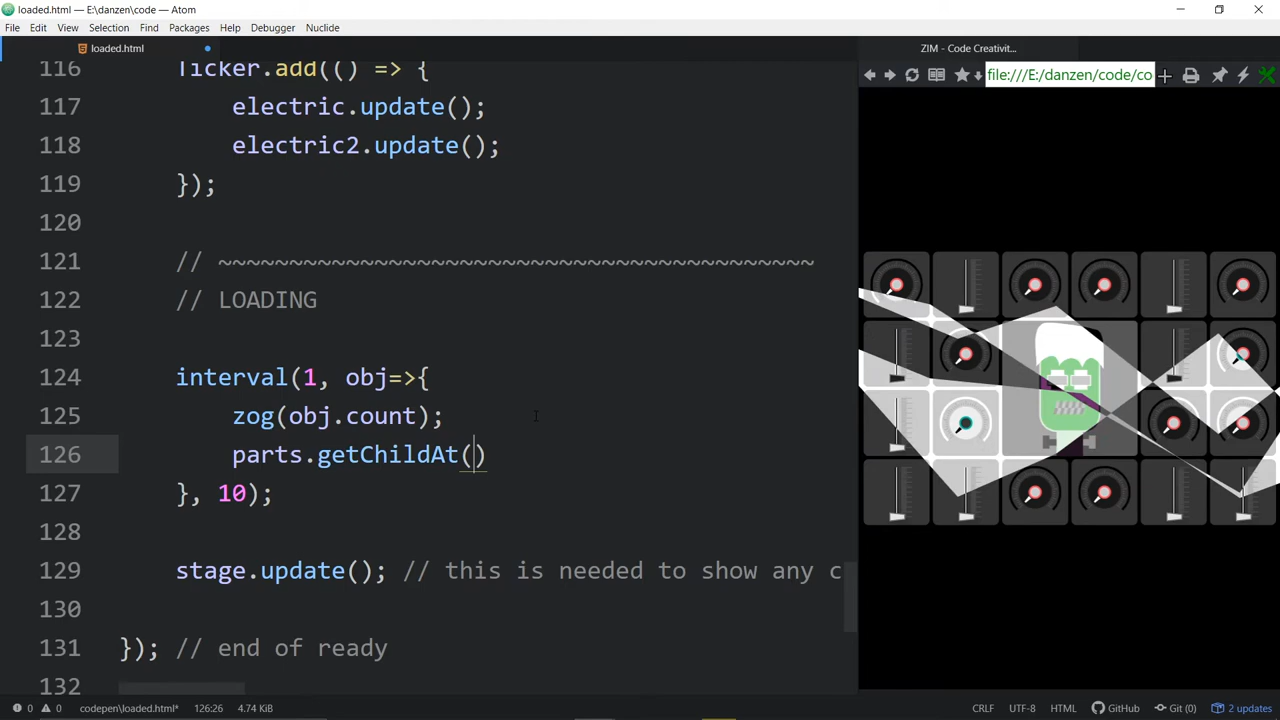 loaded.html — E:\danzen\code — Atom
File Edit View Selection Find Packages Help Debugger Nuclide
loaded.html
ZIM - Code Creativit...
file:///E:/danzen/code/co
116 Ticker.add(() => {
117 electric.update();
118 electric2.update();
119 });
120
121 // ~~~~~~~~~~~~~~~~~~~~~~~~~~~~~~~~~~~~~~~~~~
122 // LOADING
123
124 interval(1, obj=>{
125 zog(obj.count);
126 parts.getChildAt()
127 }, 10);
128
129 stage.update(); // this is needed to show any c
130
131 }); // end of ready
132
0 0 codepen\loaded.html* 126:26 4.74 KiB CRLF UTF-8 HTML GitHub Git (0) 2 updates